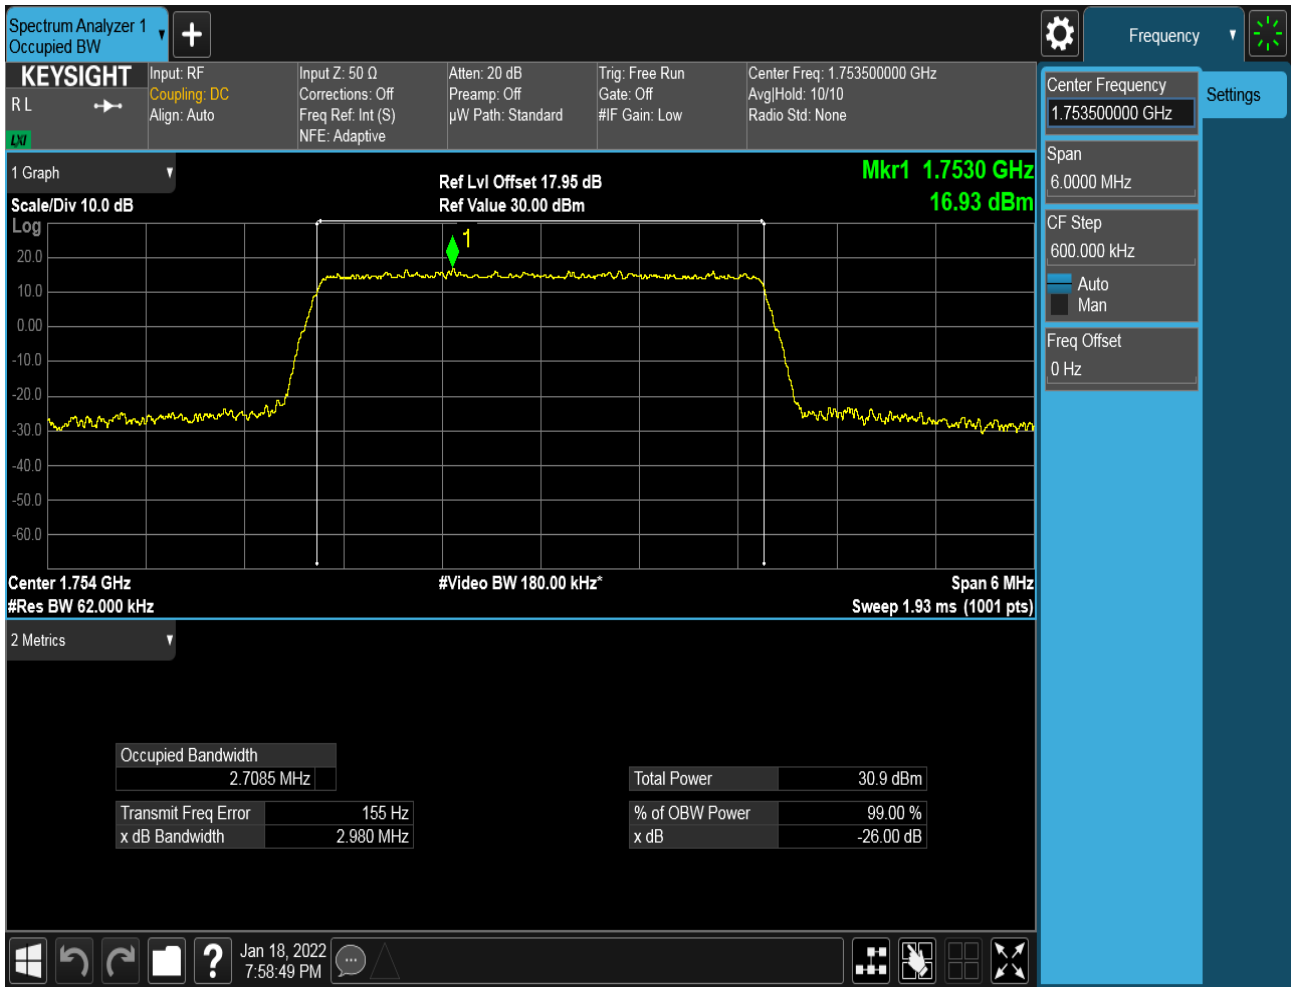 Spectrum Analyzer 1
Occupied BW
Frequency
KEYSIGHT
R L
LXI
Input: RF
Coupling: DC
Align: Auto
Input Z: 50 Ω
Corrections: Off
Freq Ref: Int (S)
NFE: Adaptive
Atten: 20 dB
Preamp: Off
µW Path: Standard
Trig: Free Run
Gate: Off
#IF Gain: Low
Center Freq: 1.753500000 GHz
Avg|Hold: 10/10
Radio Std: None
Center Frequency
1.753500000 GHz
Settings
Span
6.0000 MHz
CF Step
600.000 kHz
Auto
Man
Freq Offset
0 Hz
1 Graph
Scale/Div 10.0 dB
Log
Ref Lvl Offset 17.95 dB
Ref Value 30.00 dBm
Mkr1 1.7530 GHz
16.93 dBm
1
20.0
10.0
0.00
-10.0
-20.0
-30.0
-40.0
-50.0
-60.0
Center 1.754 GHz
#Video BW 180.00 kHz*
Span 6 MHz
#Res BW 62.000 kHz
Sweep 1.93 ms (1001 pts)
2 Metrics
Occupied Bandwidth
2.7085 MHz
Transmit Freq Error 155 Hz
x dB Bandwidth 2.980 MHz
Total Power 30.9 dBm
% of OBW Power 99.00 %
x dB -26.00 dB
?
Jan 18, 2022
7:58:49 PM